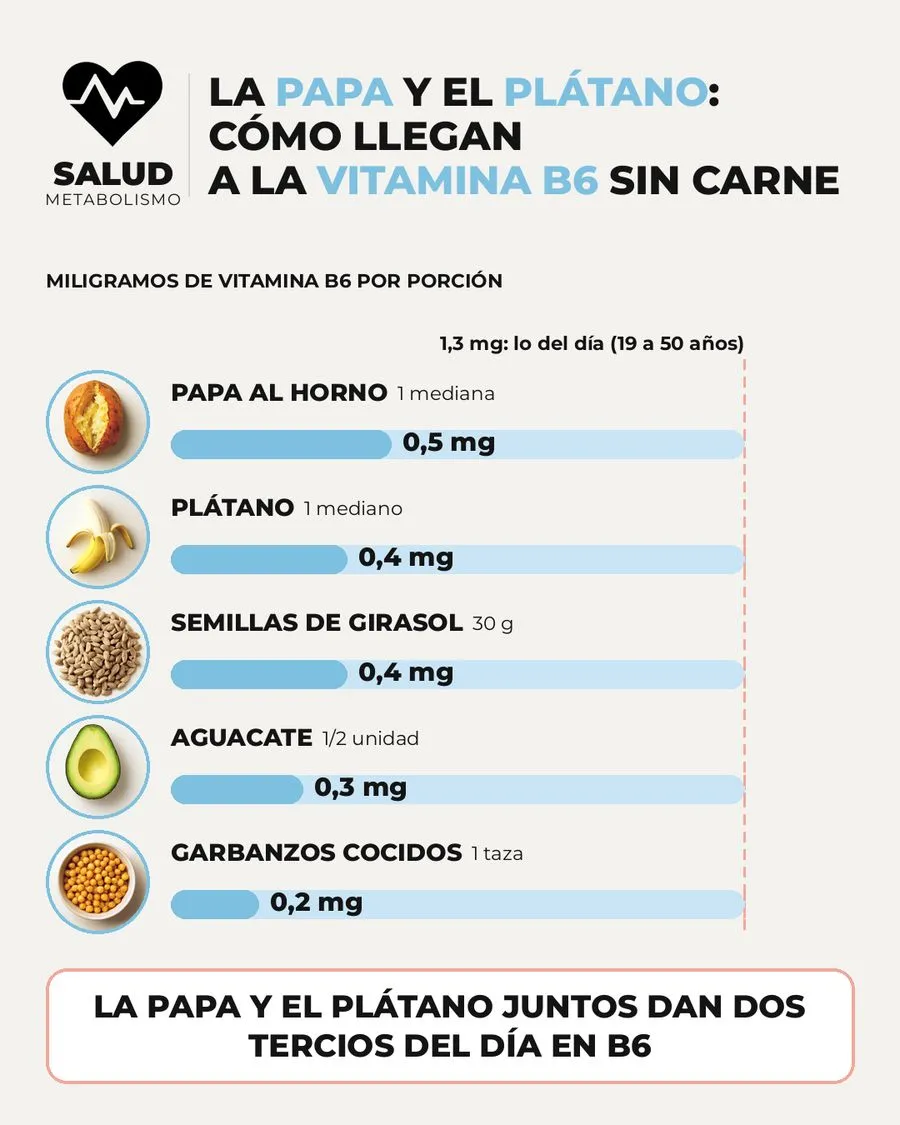 SALUD
METABOLISMO
LA PAPA Y EL PLÁTANO:
CÓMO LLEGAN
A LA VITAMINA B6 SIN CARNE
MILIGRAMOS DE VITAMINA B6 POR PORCIÓN
1,3 mg: lo del día (19 a 50 años)
PAPA AL HORNO 1 mediana
0,5 mg
PLÁTANO 1 mediano
0,4 mg
SEMILLAS DE GIRASOL 30 g
0,4 mg
AGUACATE 1/2 unidad
0,3 mg
GARBANZOS COCIDOS 1 taza
0,2 mg
LA PAPA Y EL PLÁTANO JUNTOS DAN DOS
TERCIOS DEL DÍA EN B6